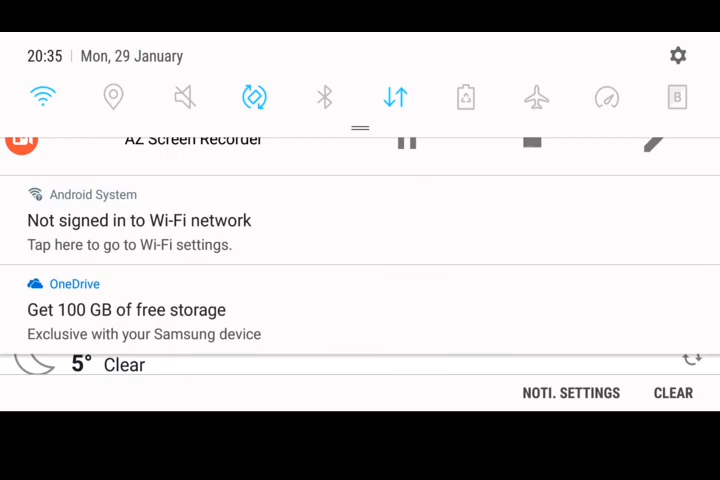 20:35 | Mon, 29 January
B
AZ Screen Recorder
Android System
Not signed in to Wi-Fi network
Tap here to go to Wi-Fi settings.
OneDrive
Get 100 GB of free storage
Exclusive with your Samsung device
5° Clear
NOTI. SETTINGS CLEAR